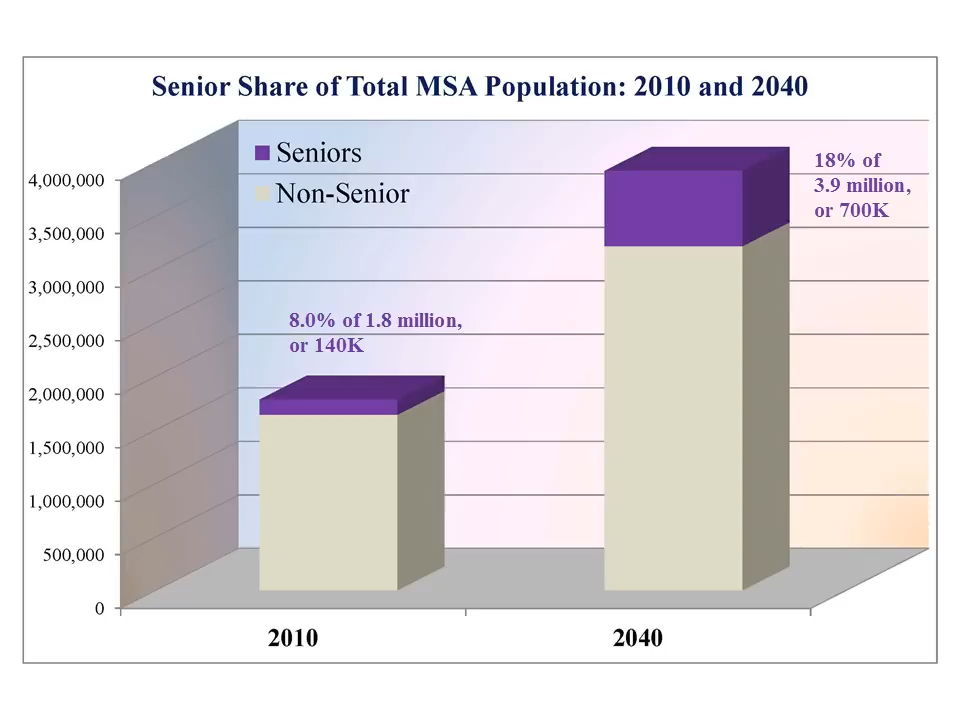 Senior Share of Total MSA Population: 2010 and 2040
Seniors
Non-Senior
18% of
3.9 million,
or 700K
8.0% of 1.8 million,
or 140K
4,000,000
3,500,000
3,000,000
2,500,000
2,000,000
1,500,000
1,000,000
500,000
0
2010
2040